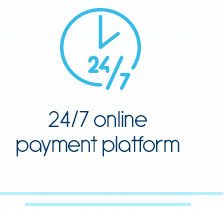 24/7
24/7 online
payment platform